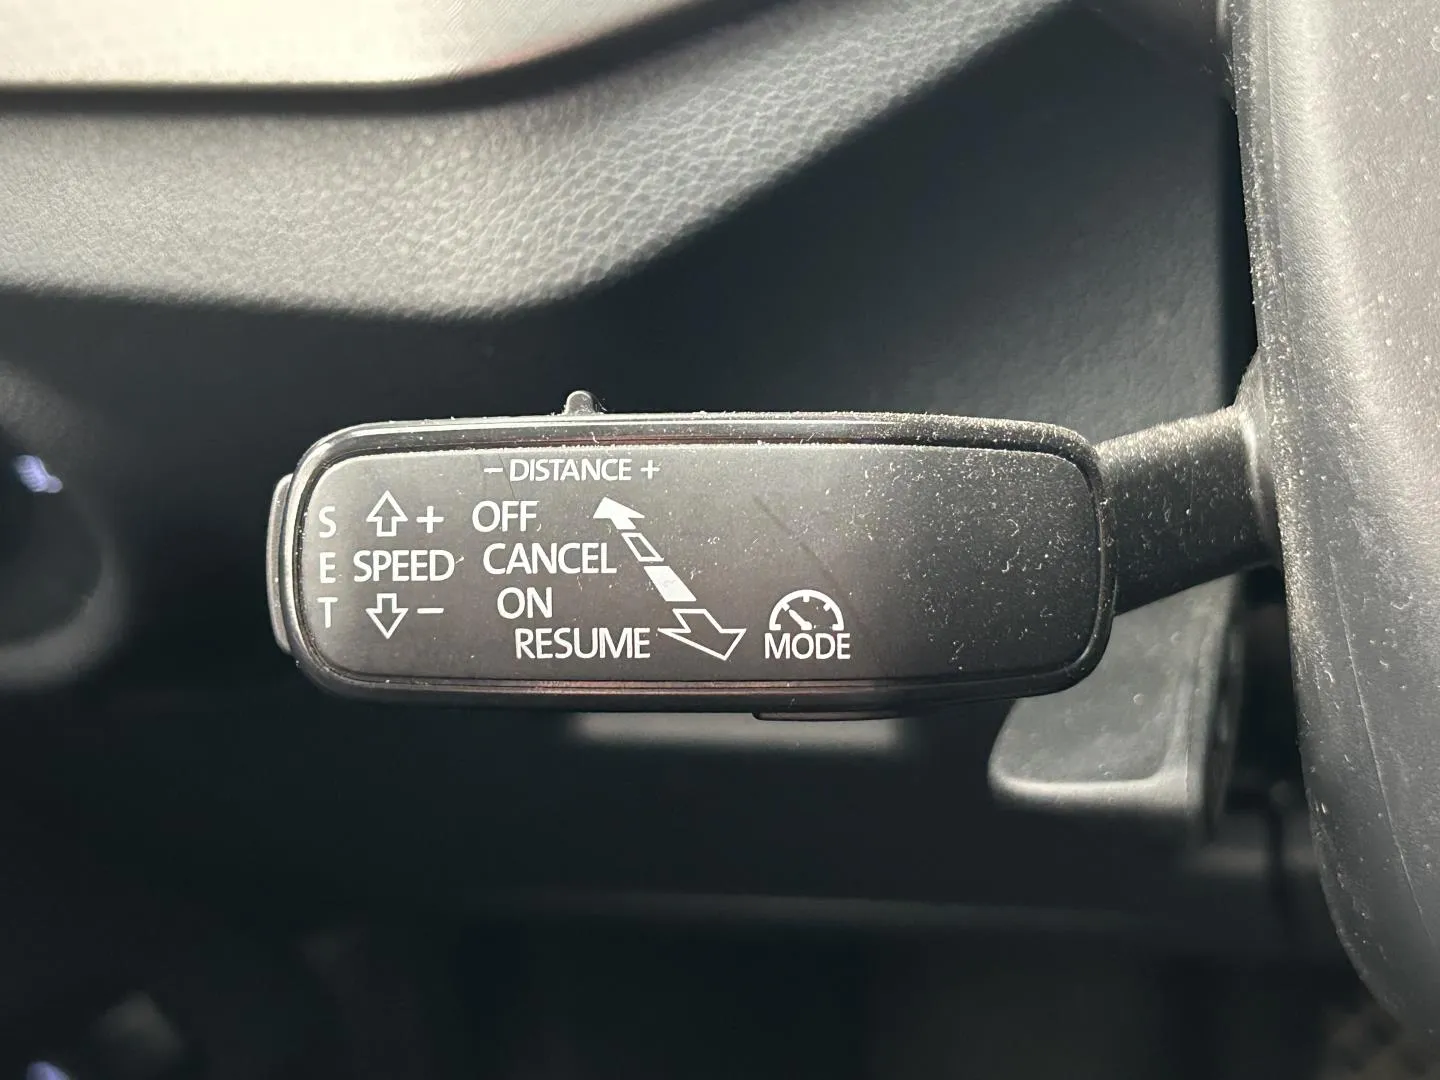 – DISTANCE +
S + OFF
E SPEED CANCEL
T – ON
RESUME MODE